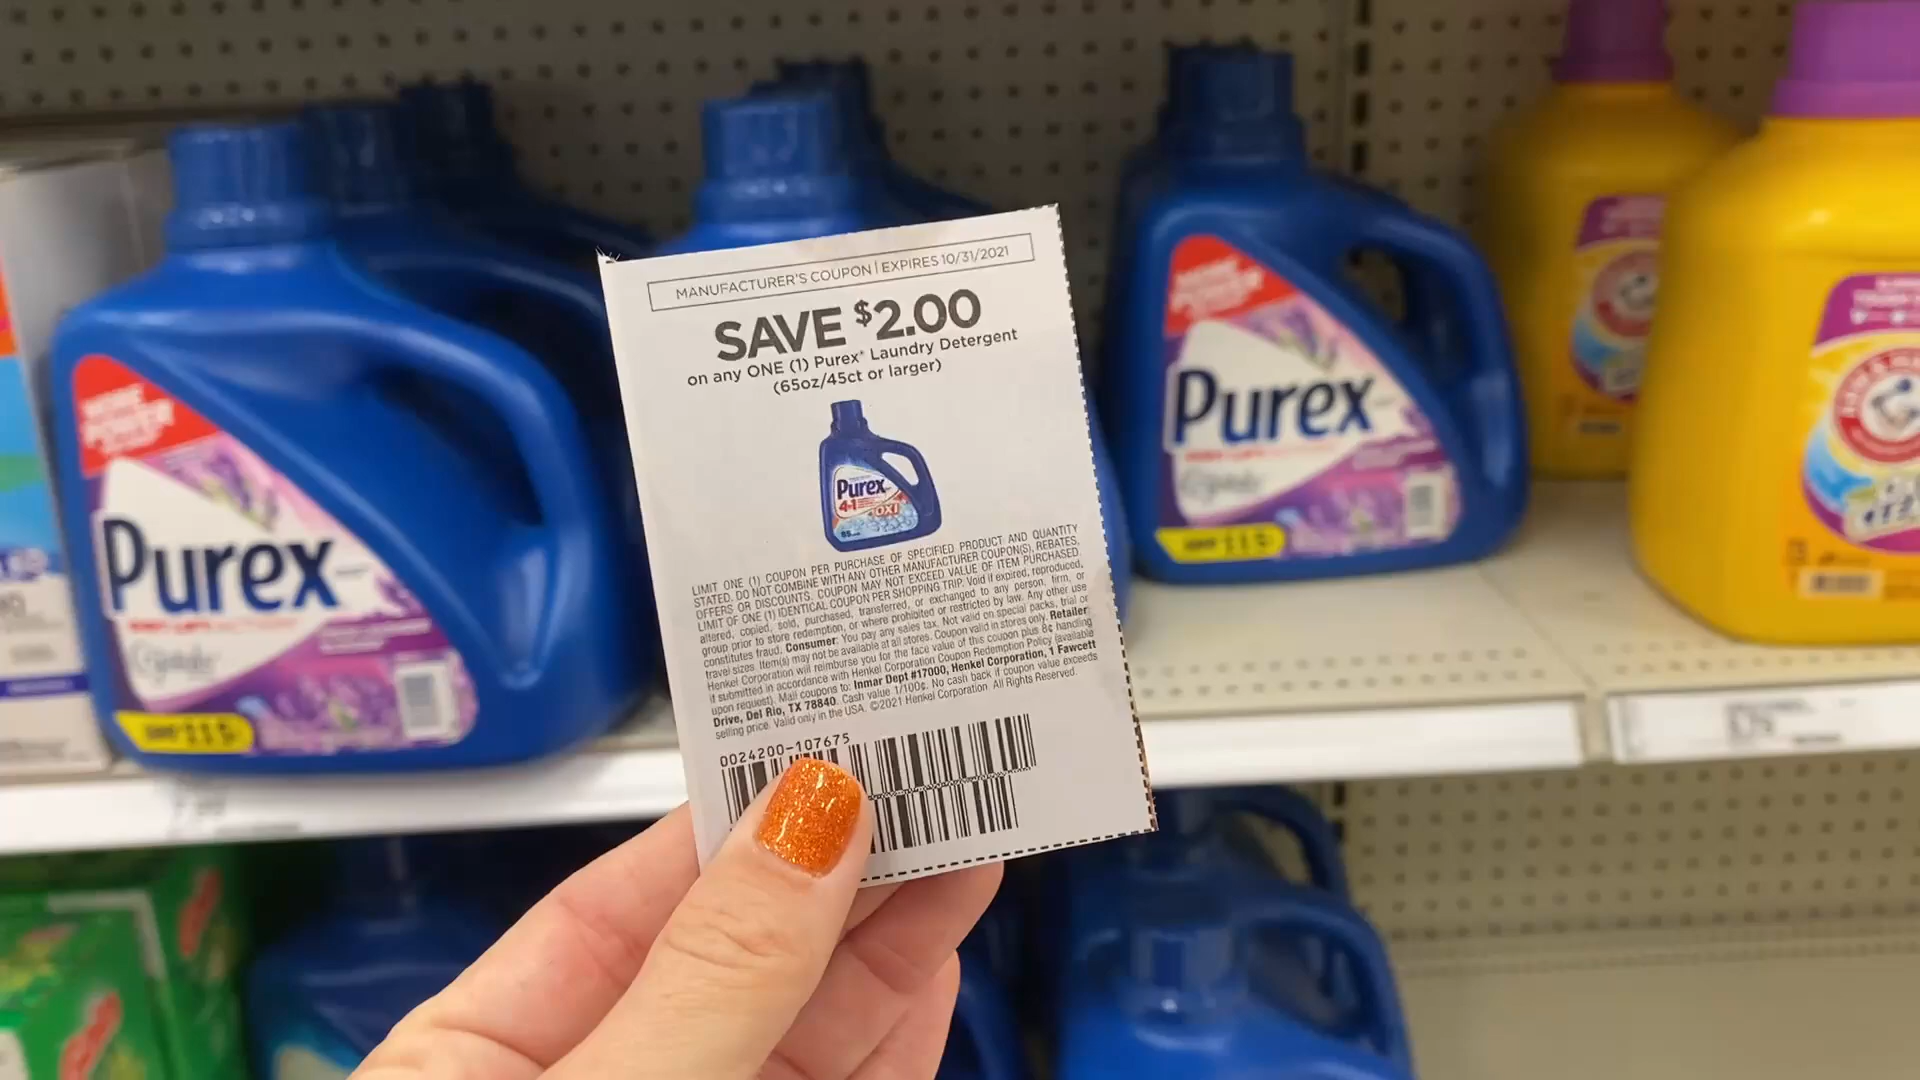 MANUFACTURER'S COUPON | EXPIRES 10/31/2021
SAVE $2.00
on any ONE (1) Purex® Laundry Detergent
(65oz/45ct or larger)
Purex
4in1
OXI
LIMIT ONE (1) COUPON PER PURCHASE OF SPECIFIED PRODUCT AND QUANTITY
STATED. DO NOT COMBINE WITH ANY OTHER MANUFACTURER COUPON(S), REBATES,
OFFERS OR DISCOUNTS. COUPON MAY NOT EXCEED VALUE OF ITEM PURCHASED.
LIMIT OF ONE (1) IDENTICAL COUPON PER SHOPPING TRIP. Void if expired, reproduced,
altered, copied, sold, purchased, transferred, or exchanged to any person, firm, or
group prior to store redemption, or where prohibited or restricted by law. Any other use
constitutes fraud. Consumer: You pay any sales tax. Not valid on special packs, trial or
travel sizes. Item(s) may not be available at all stores. Coupon valid in stores only. Retailer:
Henkel Corporation will reimburse you for the face value of this coupon plus 8¢ handling
if submitted in accordance with Henkel Corporation Coupon Redemption Policy (available
upon request). Mail coupons to: Inmar Dept #17000, Henkel Corporation, 1 Fawcett
Drive, Del Rio, TX 78840. Cash value 1/100¢. No cash back if coupon value exceeds
selling price. Valid only in the USA. ©2021 Henkel Corporation. All Rights Reserved.
0024200-107675
MORE
POWER
Purex
115
MORE
POWER
Purex
115